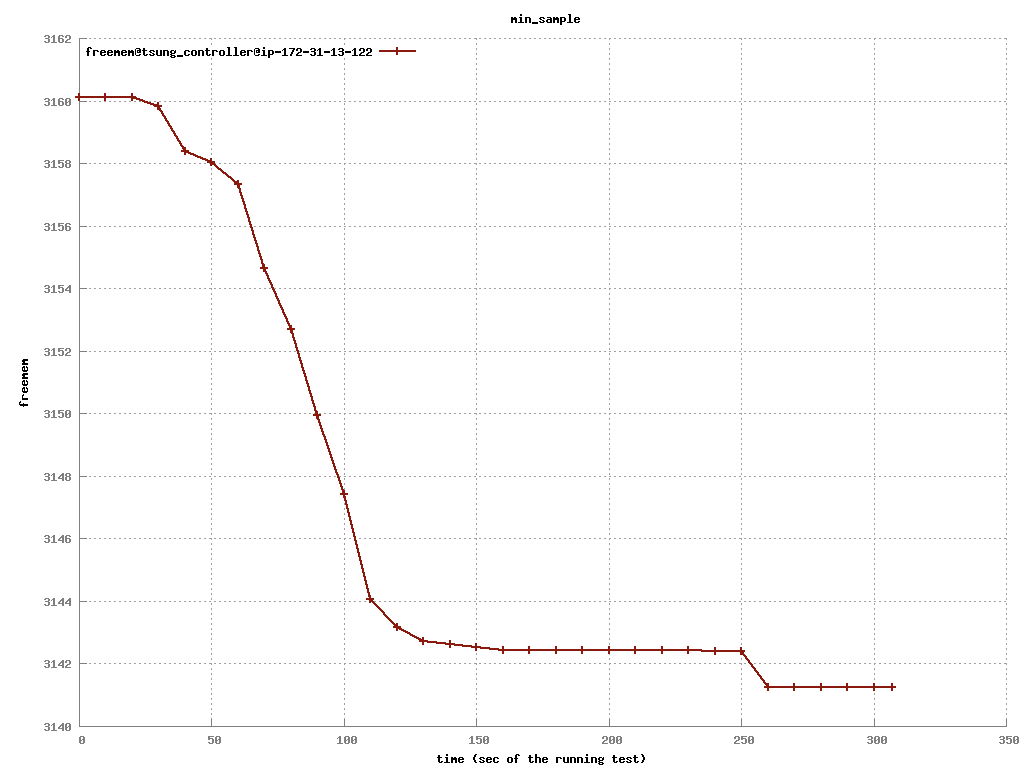 min_sample
freemem@tsung_controller@ip-172-31-13-122
3162
3160
3158
3156
3154
3152
3150
3148
3146
3144
3142
3140
freemem
0 50 100 150 200 250 300 350
time (sec of the running test)